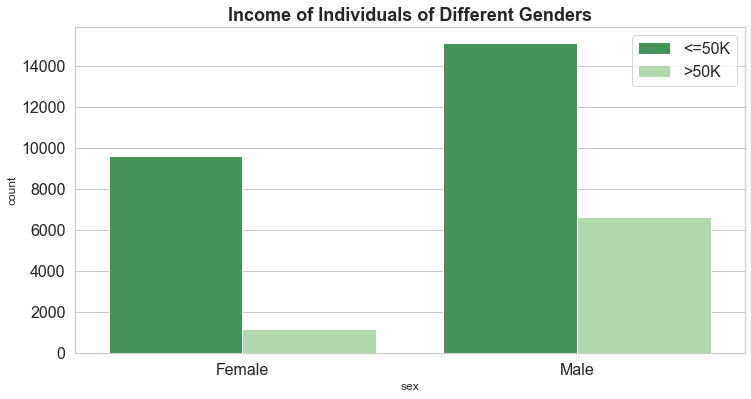 Income of Individuals of Different Genders
<=50K
>50K
14000
12000
10000
8000
6000
4000
2000
0
count
Female
Male
sex